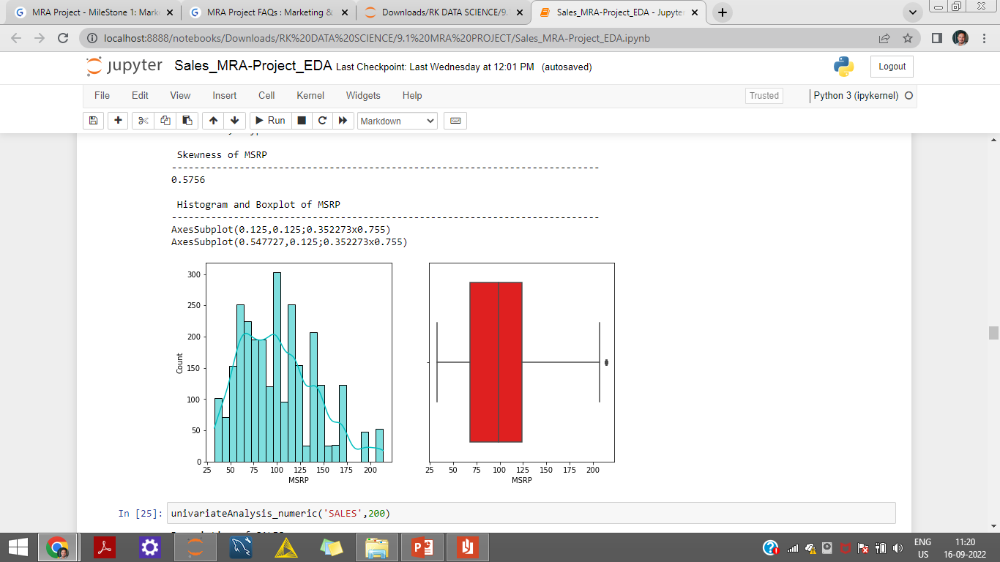 MRA Project - MileStone 1: Mark
MRA Project FAQs : Marketing &
Downloads/RK DATA SCIENCE/9.
Sales_MRA-Project_EDA - Jupyter
localhost:8888/notebooks/Downloads/RK%20DATA%20SCIENCE/9.1%20MRA%20PROJECT/Sales_MRA-Project_EDA.ipynb
jupyter Sales_MRA-Project_EDA Last Checkpoint: Last Wednesday at 12:01 PM (autosaved)
Logout
File Edit View Insert Cell Kernel Widgets Help
Trusted Python 3 (ipykernel)
Run Markdown
Skewness of MSRP
----------------------------------------------------------------------------
0.5756
Histogram and Boxplot of MSRP
----------------------------------------------------------------------------
AxesSubplot(0.125,0.125;0.352273x0.755)
AxesSubplot(0.547727,0.125;0.352273x0.755)
300
250
200
150
100
50
0
Count
25 50 75 100 125 150 175 200
MSRP
25 50 75 100 125 150 175 200
MSRP
In [25]: univariateAnalysis_numeric('SALES',200)
ENG
US
11:20
16-09-2022